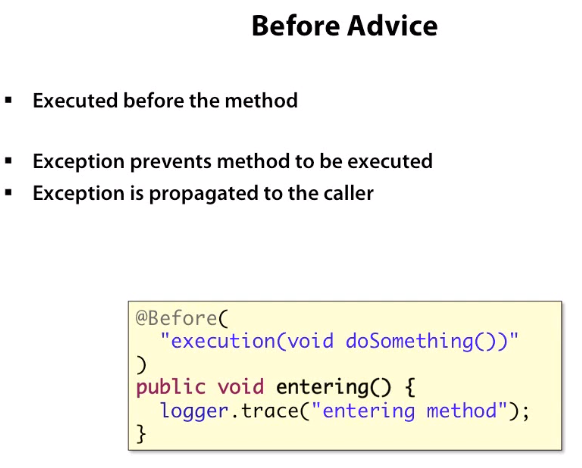 Before Advice
▪ Executed before the method
▪ Exception prevents method to be executed
▪ Exception is propagated to the caller
@Before(
  "execution(void doSomething())"
)
public void entering() {
  logger.trace("entering method");
}